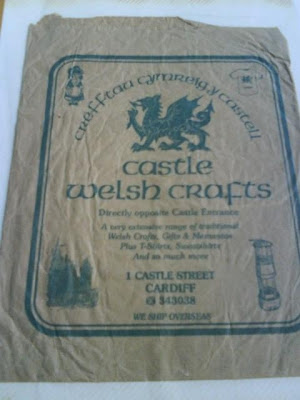 crefftau cymreig y castell
castle
welsh crafts
Directly opposite Castle Entrance
A very extensive range of traditional
Welsh Crafts, Gifts & Mementos
Plus T-Shirts, Sweatshirts
And so much more
1 CASTLE STREET
CARDIFF
343038
WE SHIP OVERSEAS